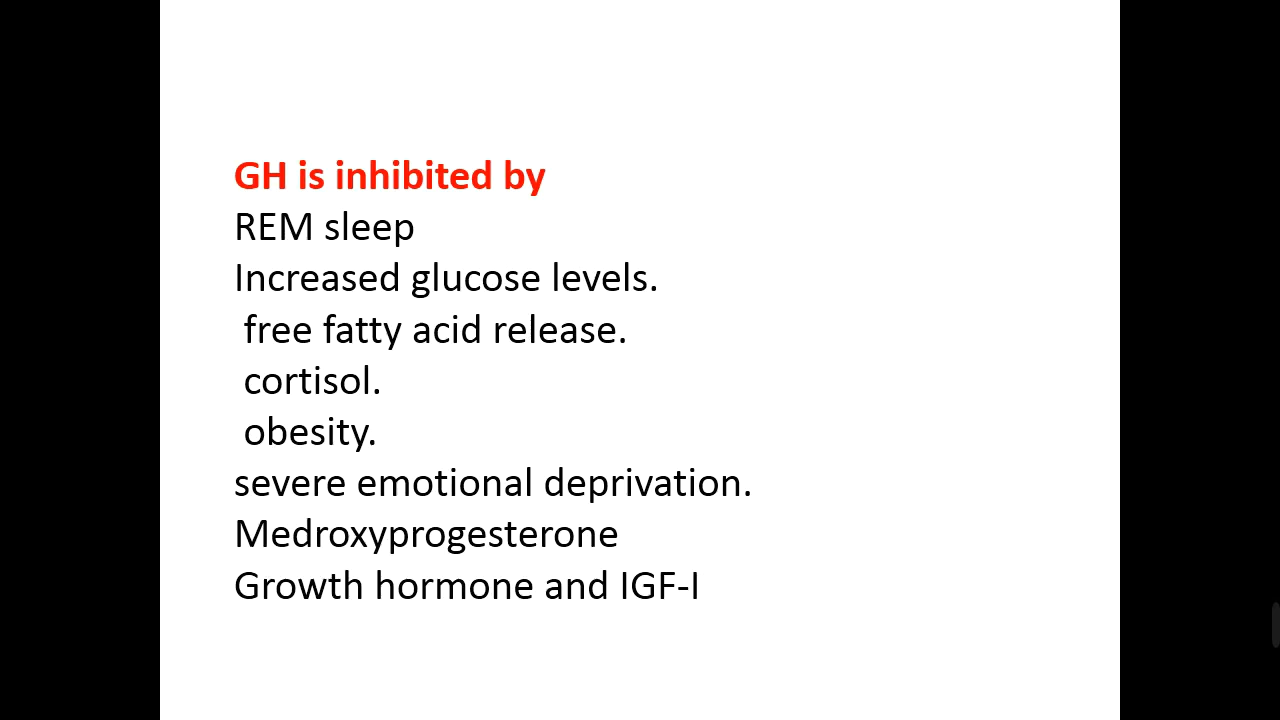 GH is inhibited by
REM sleep
Increased glucose levels.
free fatty acid release.
cortisol.
obesity.
severe emotional deprivation.
Medroxyprogesterone
Growth hormone and IGF-I